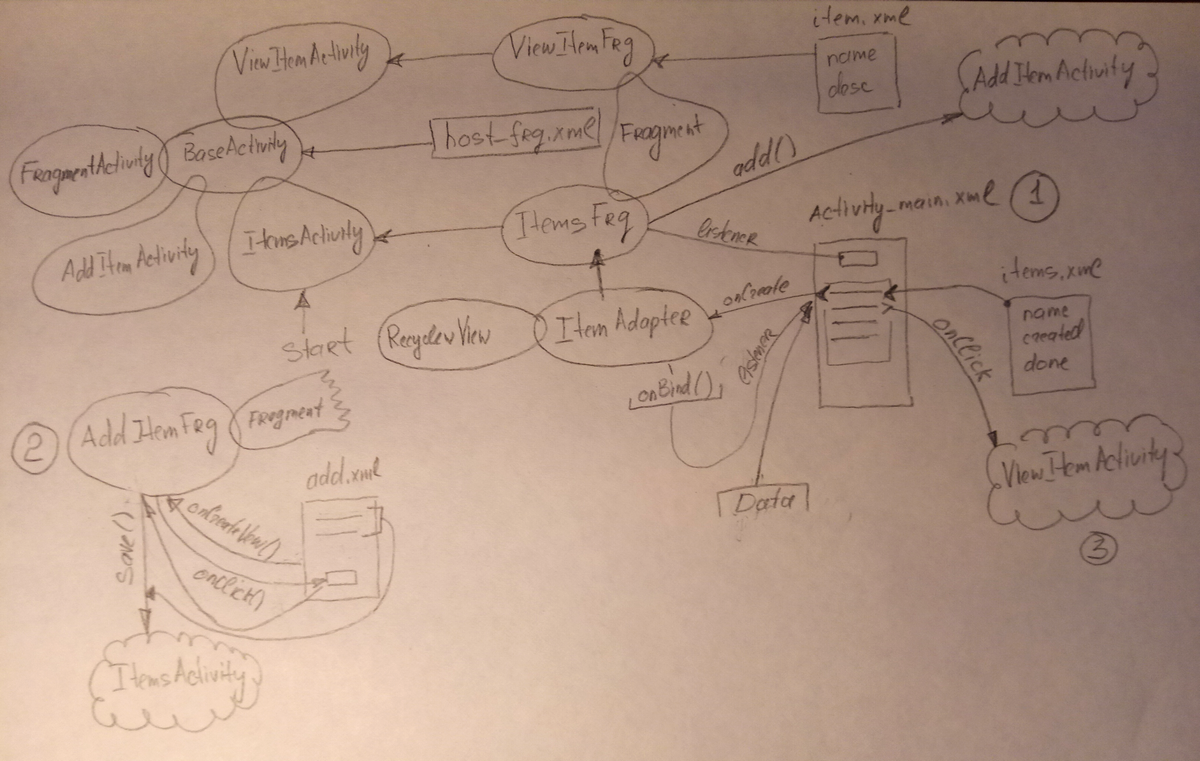 item.xml
ViewItemActivity
ViewItemFrg
name
desc
AddItemActivity
FragmentActivity
BaseActivity
host_frg.xml
Fragment
add()
Activity_main.xml
1
ItemsFrg
listener
ItemsActivity
AddItemActivity
items.xml
onCreate
name
created
done
Start
RecyclerView
ItemAdapter
onBind()
listener
onClick
2
AddItemFrg
Fragment
ViewItemActivity
add.xml
Data
3
save()
onCreateView()
onClick()
ItemsActivity